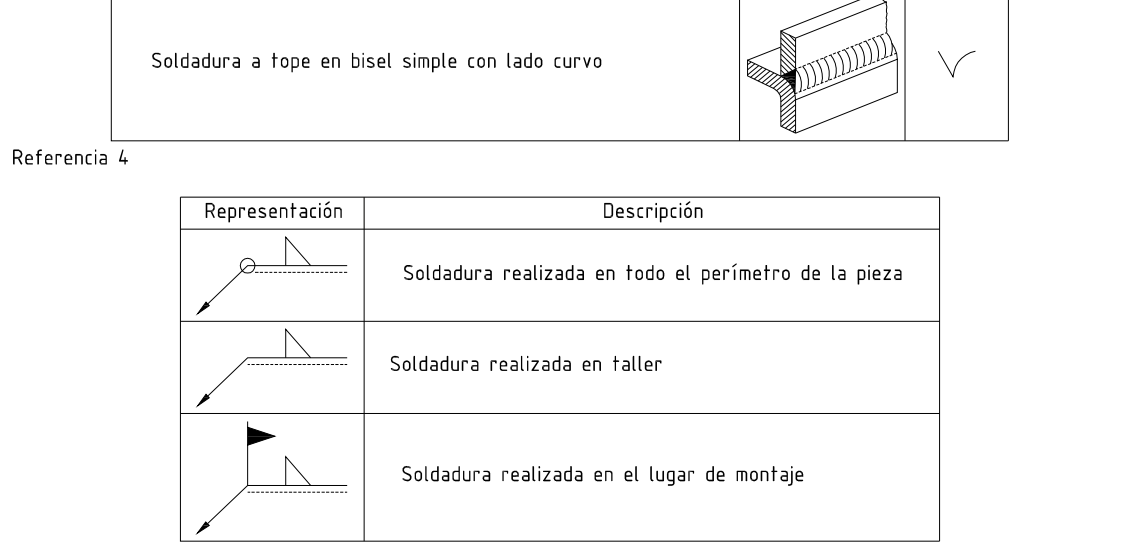 Soldadura a tope en bisel simple con lado curvo
Referencia 4
Representación
Descripción
Soldadura realizada en todo el perímetro de la pieza
Soldadura realizada en taller
Soldadura realizada en el lugar de montaje